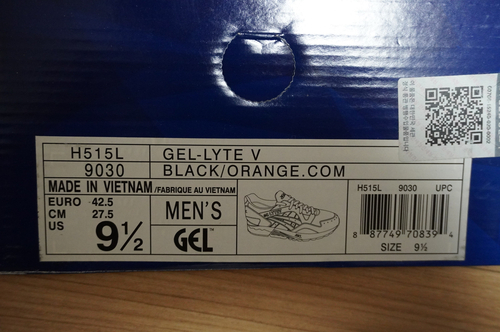 H515L GEL-LYTE V
9030 BLACK/ORANGE.COM
MADE IN VIETNAM/FABRIQUE AU VIETNAM
EURO 42.5
CM 27.5
US 9½
MEN'S
GEL™
H515L 9030 UPC
8 87749 70839 4
SIZE 9½